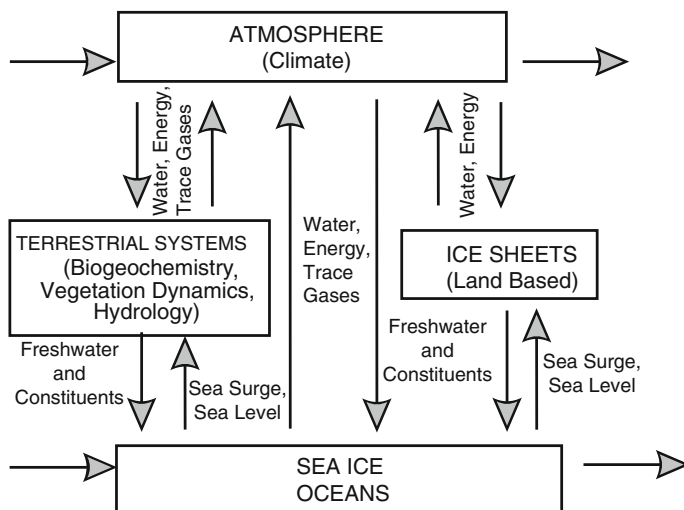 ATMOSPHERE
(Climate)
Water, Energy,
Trace Gases
Water,
Energy,
Trace
Gases
Water, Energy
TERRESTRIAL SYSTEMS
(Biogeochemistry,
Vegetation Dynamics,
Hydrology)
ICE SHEETS
(Land Based)
Freshwater
and
Constituents
Sea Surge,
Sea Level
Freshwater
and
Constituents
Sea Surge,
Sea Level
SEA ICE
OCEANS